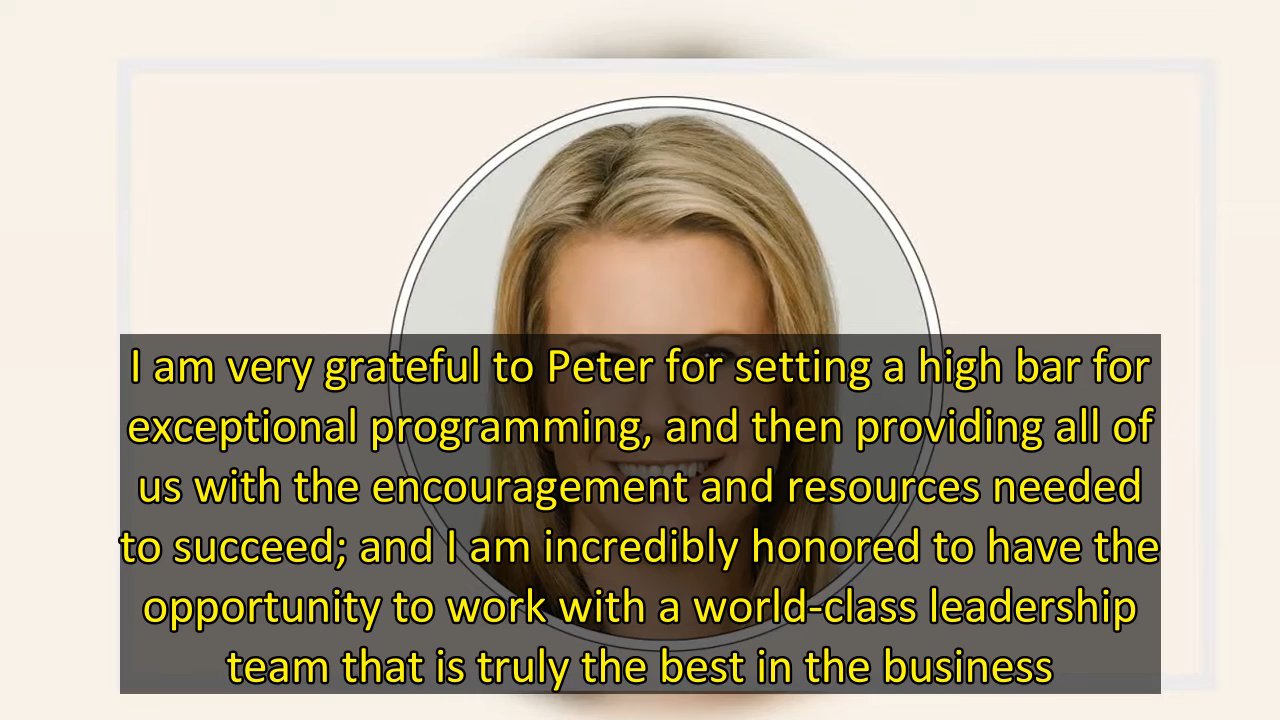 I am very grateful to Peter for setting a high bar for
exceptional programming, and then providing all of
us with the encouragement and resources needed
to succeed; and I am incredibly honored to have the
opportunity to work with a world-class leadership
team that is truly the best in the business